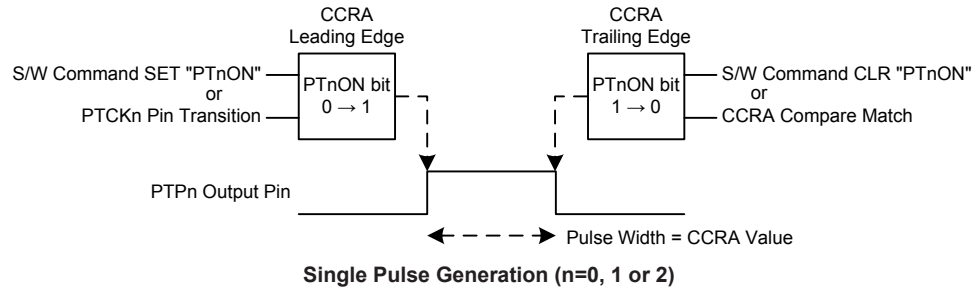 CCRA
Leading Edge
CCRA
Trailing Edge
S/W Command SET "PTnON"
or
PTCKn Pin Transition
PTnON bit
0 → 1
PTnON bit
1 → 0
S/W Command CLR "PTnON"
or
CCRA Compare Match
PTPn Output Pin
Pulse Width = CCRA Value
Single Pulse Generation (n=0, 1 or 2)